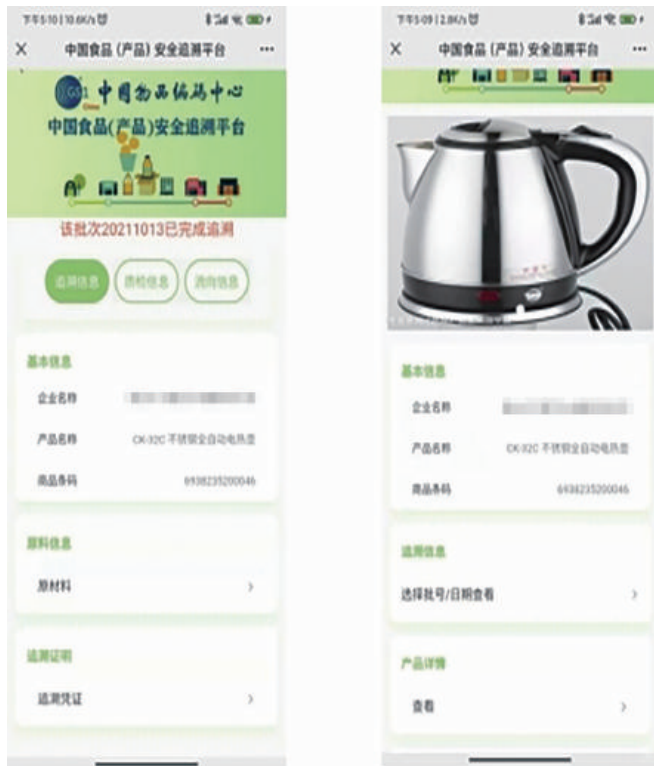 下午5:10 | 10.6K/s
中国食品 (产品) 安全追溯平台
中国物品编码中心
中国食品(产品)安全追溯平台
该批次20211013已完成追溯
追溯信息
质检信息
流向信息
基本信息
企业名称
产品名称 CK-32C 不锈钢全自动电热壶
商品条码 6938235200046
原料信息
原材料
追溯证明
追溯凭证
下午5:09 | 2.8K/s
中国食品 (产品) 安全追溯平台
基本信息
企业名称
产品名称 CK-32C 不锈钢全自动电热壶
商品条码 6938235200046
追溯信息
选择批号/日期查看
产品详情
查看